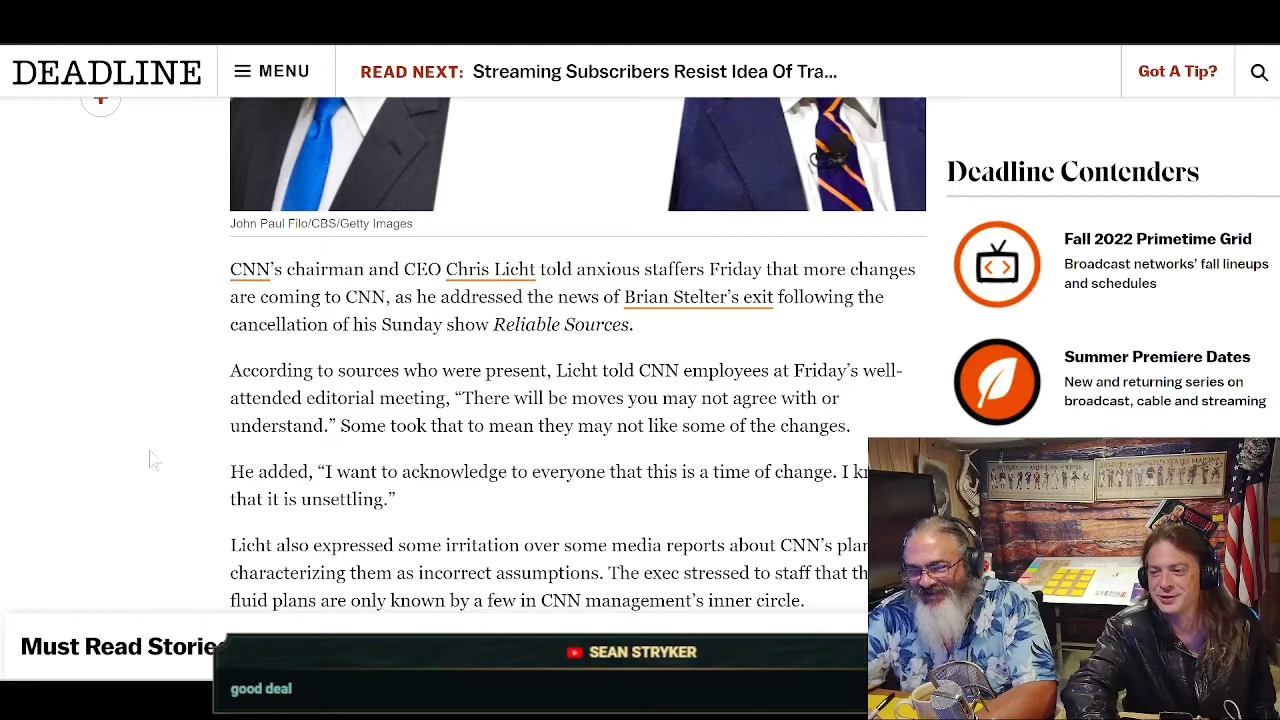 DEADLINE
MENU
READ NEXT: Streaming Subscribers Resist Idea Of Tra...
Got A Tip?
John Paul Filo/CBS/Getty Images
CNN's chairman and CEO Chris Licht told anxious staffers Friday that more changes
are coming to CNN, as he addressed the news of Brian Stelter's exit following the
cancellation of his Sunday show Reliable Sources.
According to sources who were present, Licht told CNN employees at Friday's well-
attended editorial meeting, “There will be moves you may not agree with or
understand.” Some took that to mean they may not like some of the changes.
He added, “I want to acknowledge to everyone that this is a time of change. I kn
that it is unsettling.”
Licht also expressed some irritation over some media reports about CNN's plan
characterizing them as incorrect assumptions. The exec stressed to staff that th
fluid plans are only known by a few in CNN management's inner circle.
Deadline Contenders
Fall 2022 Primetime Grid
Broadcast networks' fall lineups
and schedules
Summer Premiere Dates
New and returning series on
broadcast, cable and streaming
Must Read Storie
SEAN STRYKER
good deal